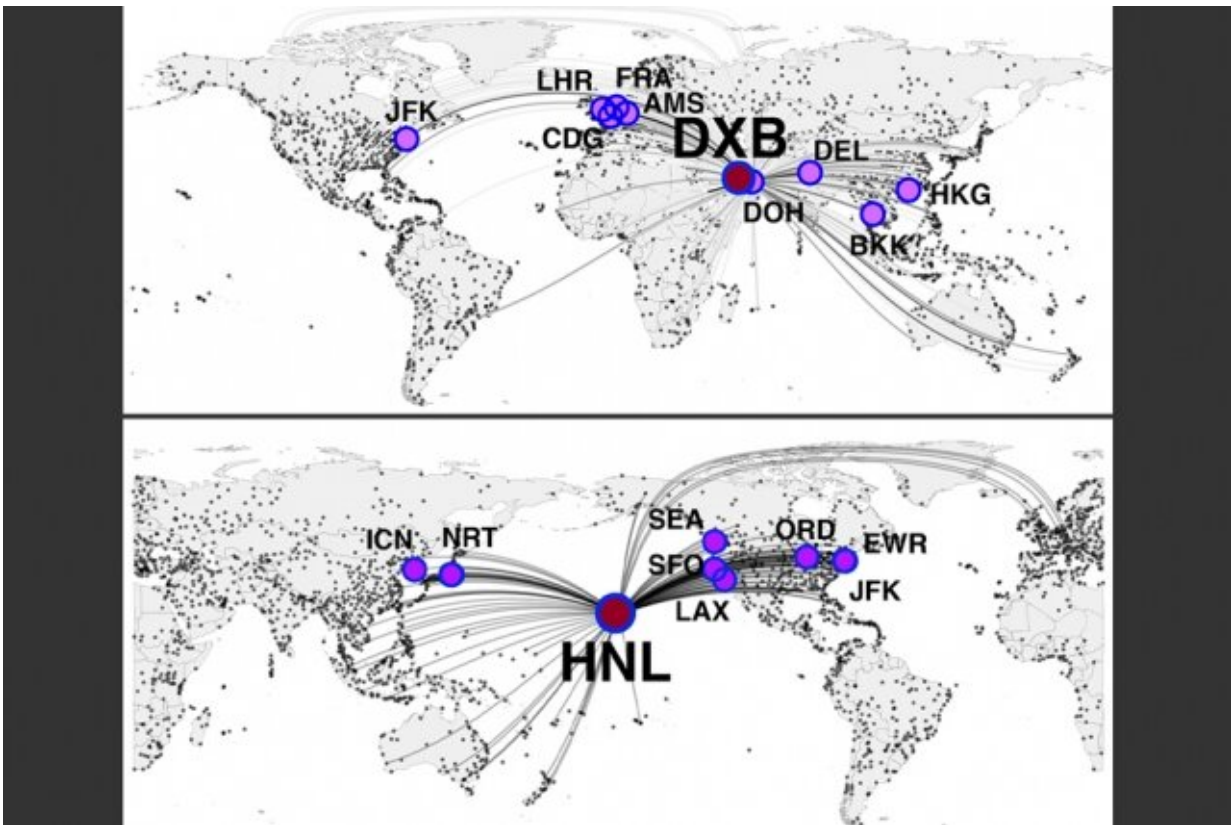 LHR FRA
JFK
AMS
CDG
DXB
DEL
HKG
DOH
BKK
SEA
ORD
ICN NRT
EWR
SFO
JFK
LAX
HNL